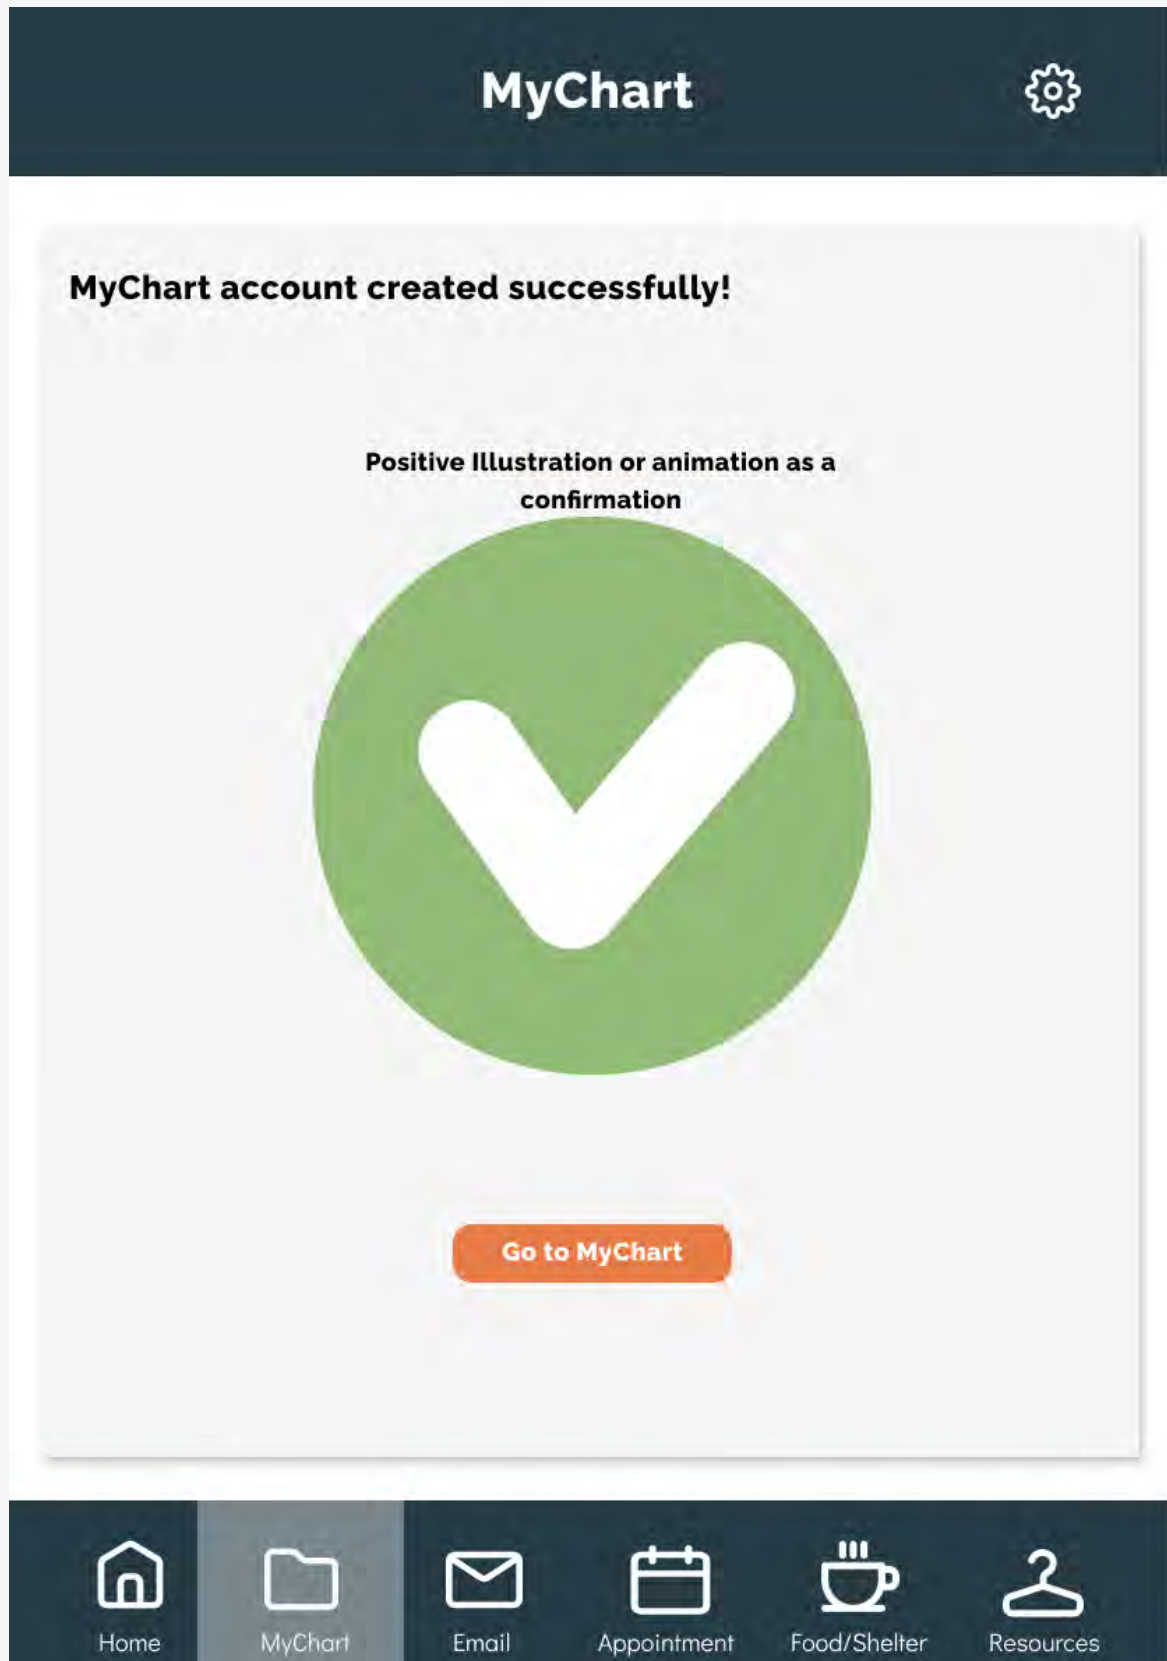 MyChart
MyChart account created successfully!
Positive Illustration or animation as a
confirmation
Go to MyChart
Home
MyChart
Email
Appointment
Food/Shelter
Resources